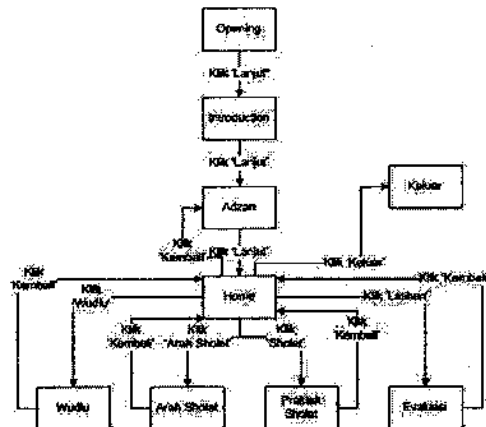 Opening
Klik "Lanjut"
Introduction
Klik "Lanjut"
Adzan
Keluar
Klik
"Kembali"
Klik "Lanjut"
Klik "Keluar"
Klik
"Kembali"
Klik
"Wudlu"
Home
Klik "Kembali"
Klik "Latihan"
Klik
"Kembali"
Klik
"Arah Sholat"
Klik
"Sholat"
Klik
"Kembali"
Wudlu
Arah Sholat
Praktek
Sholat
Evaluasi